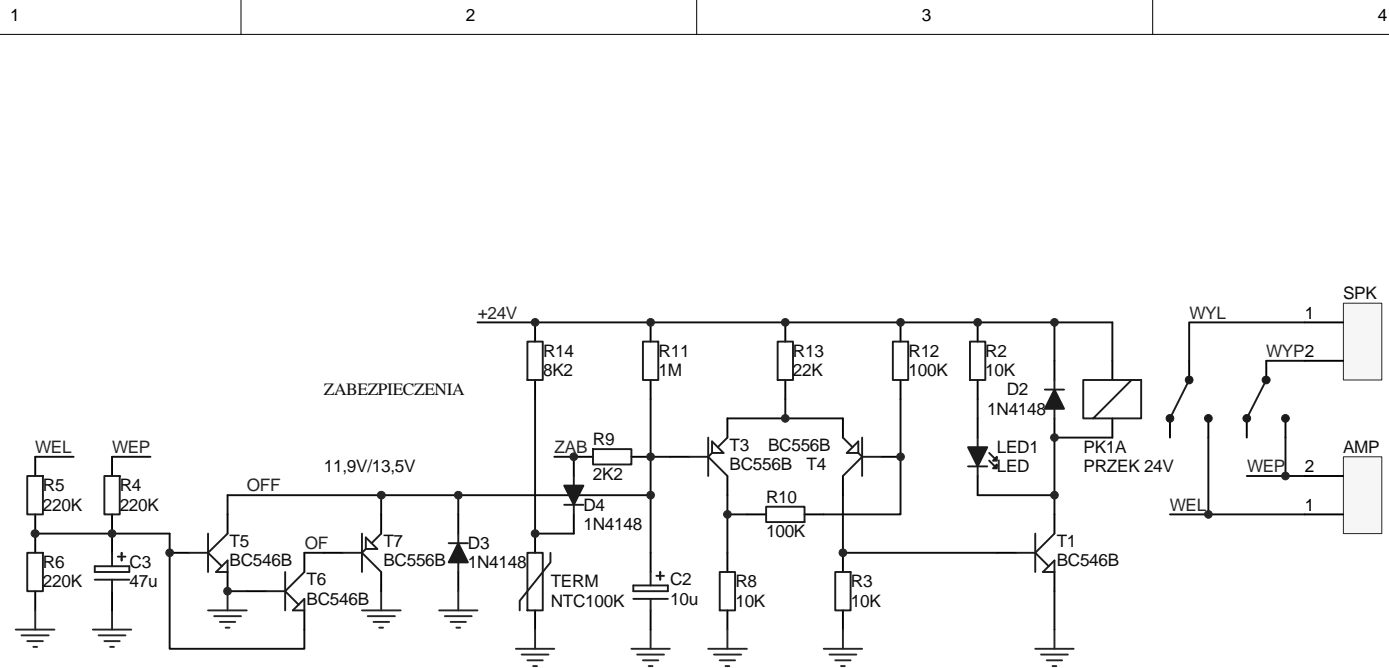 1 2 3 4
SPK
+24V
WYL 1
R14
8K2
R11
1M
R13
22K
R12
100K
R2
10K
WYP2
ZABEZPIECZENIA
D2
1N4148
WEL
WEP
ZAB
R9
2K2
T3
BC556B
BC556B
T4
LED1
LED
PK1A
PRZEK 24V
AMP
11,9V/13,5V
WEP 2
R5
220K
R4
220K
OFF
D4
1N4148
R10
100K
WEL 1
T5
BC546B
OF
T7
BC556B
D3
1N4148
T1
BC546B
R6
220K
+
C3
47u
T6
BC546B
TERM
NTC100K
+
C2
10u
R8
10K
R3
10K